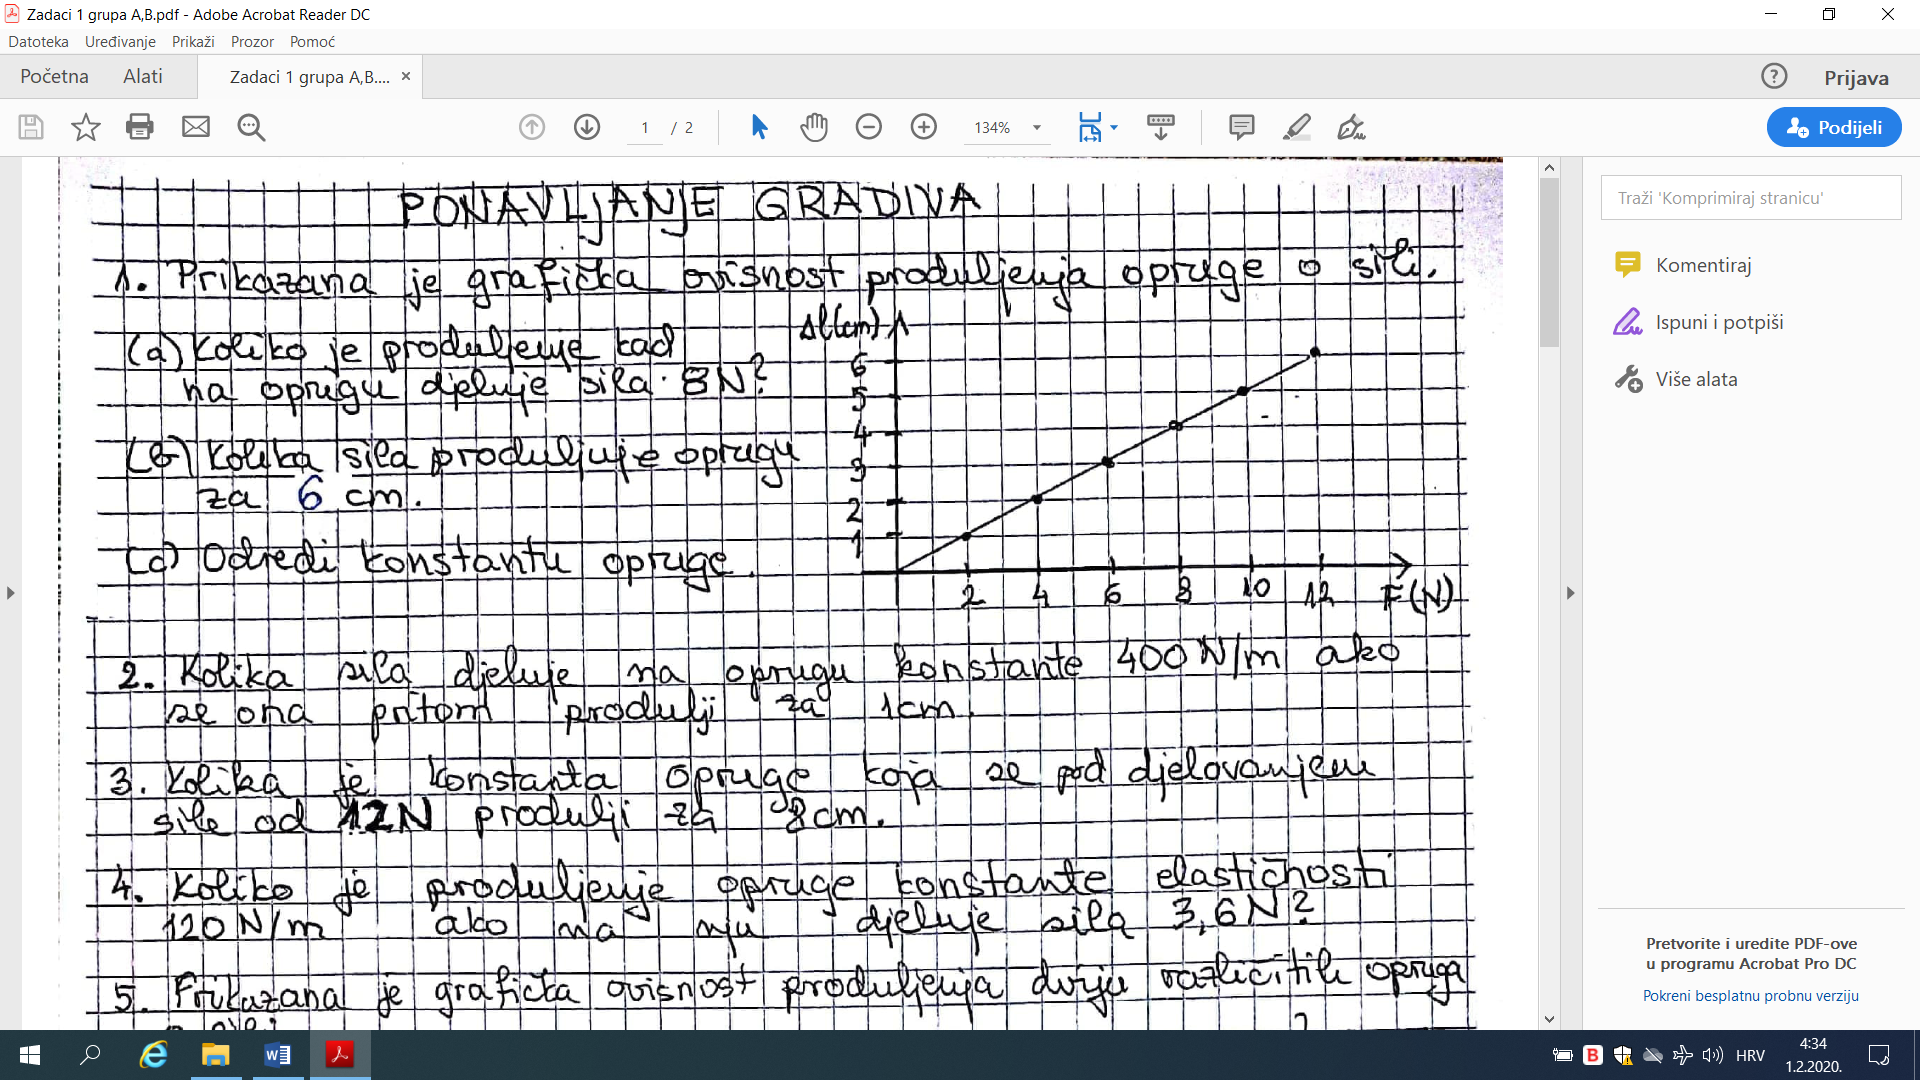 Zadaci 1 grupa A,B.pdf - Adobe Acrobat Reader DC
Datoteka Uređivanje Prikaži Prozor Pomoć
Početna Alati Zadaci 1 grupa A,B.... Prijava
1 / 2 134% Podijeli
PONAVLJANJE GRADIVA
1. Prikazana je grafička ovisnost produljenja opruge o sili.
(a) Koliko je produljenje kad
na oprugu djeluje sila 8N?
(b) Kolika sila produljuje oprugu
za 6 cm.
(c) Odredi konstantu opruge.
Δl(cm)
6
5
4
3
2
1
2 4 6 8 10 12 F(N)
2. Kolika sila djeluje na oprugu konstante 400 N/m ako
se ona pritom produlji za 1cm.
3. Kolika je konstanta opruge koja se pod djelovanjem
sile od 12N produlji za 8cm.
4. Koliko je produljenje opruge konstante elastičnosti
120 N/m ako na nju djeluje sila 3,6N?
5. Prikazana je grafička ovisnost produljenja dviju različitih opruga
Traži 'Komprimiraj stranicu'
Komentiraj
Ispuni i potpiši
Više alata
Pretvorite i uredite PDF-ove
u programu Acrobat Pro DC
Pokreni besplatnu probnu verziju
HRV
4:34
1.2.2020.